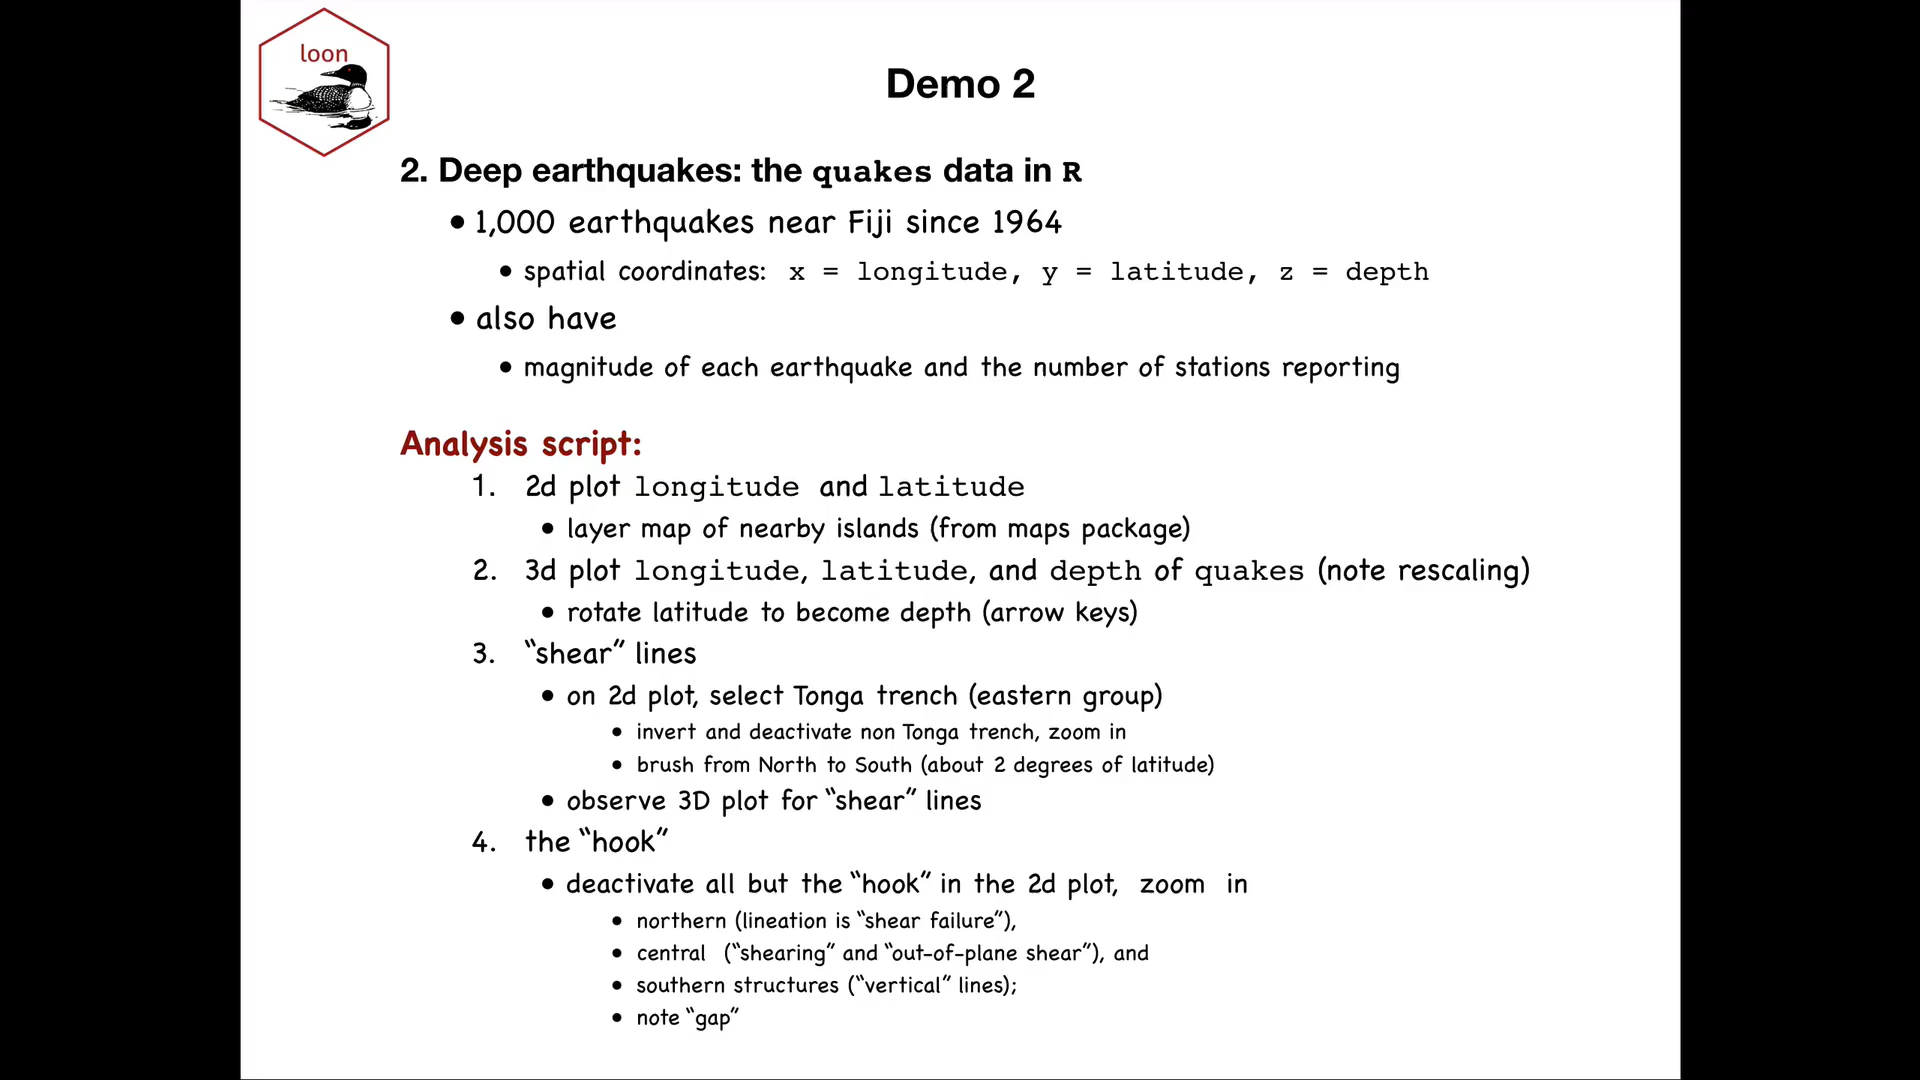 loon
Demo 2
2. Deep earthquakes: the quakes data in R
• 1,000 earthquakes near Fiji since 1964
• spatial coordinates: x = longitude, y = latitude, z = depth
• also have
• magnitude of each earthquake and the number of stations reporting
Analysis script:
1. 2d plot longitude and latitude
• layer map of nearby islands (from maps package)
2. 3d plot longitude, latitude, and depth of quakes (note rescaling)
• rotate latitude to become depth (arrow keys)
3. “shear” lines
• on 2d plot, select Tonga trench (eastern group)
• invert and deactivate non Tonga trench, zoom in
• brush from North to South (about 2 degrees of latitude)
• observe 3D plot for “shear” lines
4. the “hook”
• deactivate all but the “hook” in the 2d plot, zoom in
• northern (lineation is “shear failure”),
• central (“shearing” and “out-of-plane shear”), and
• southern structures (“vertical” lines);
• note “gap”